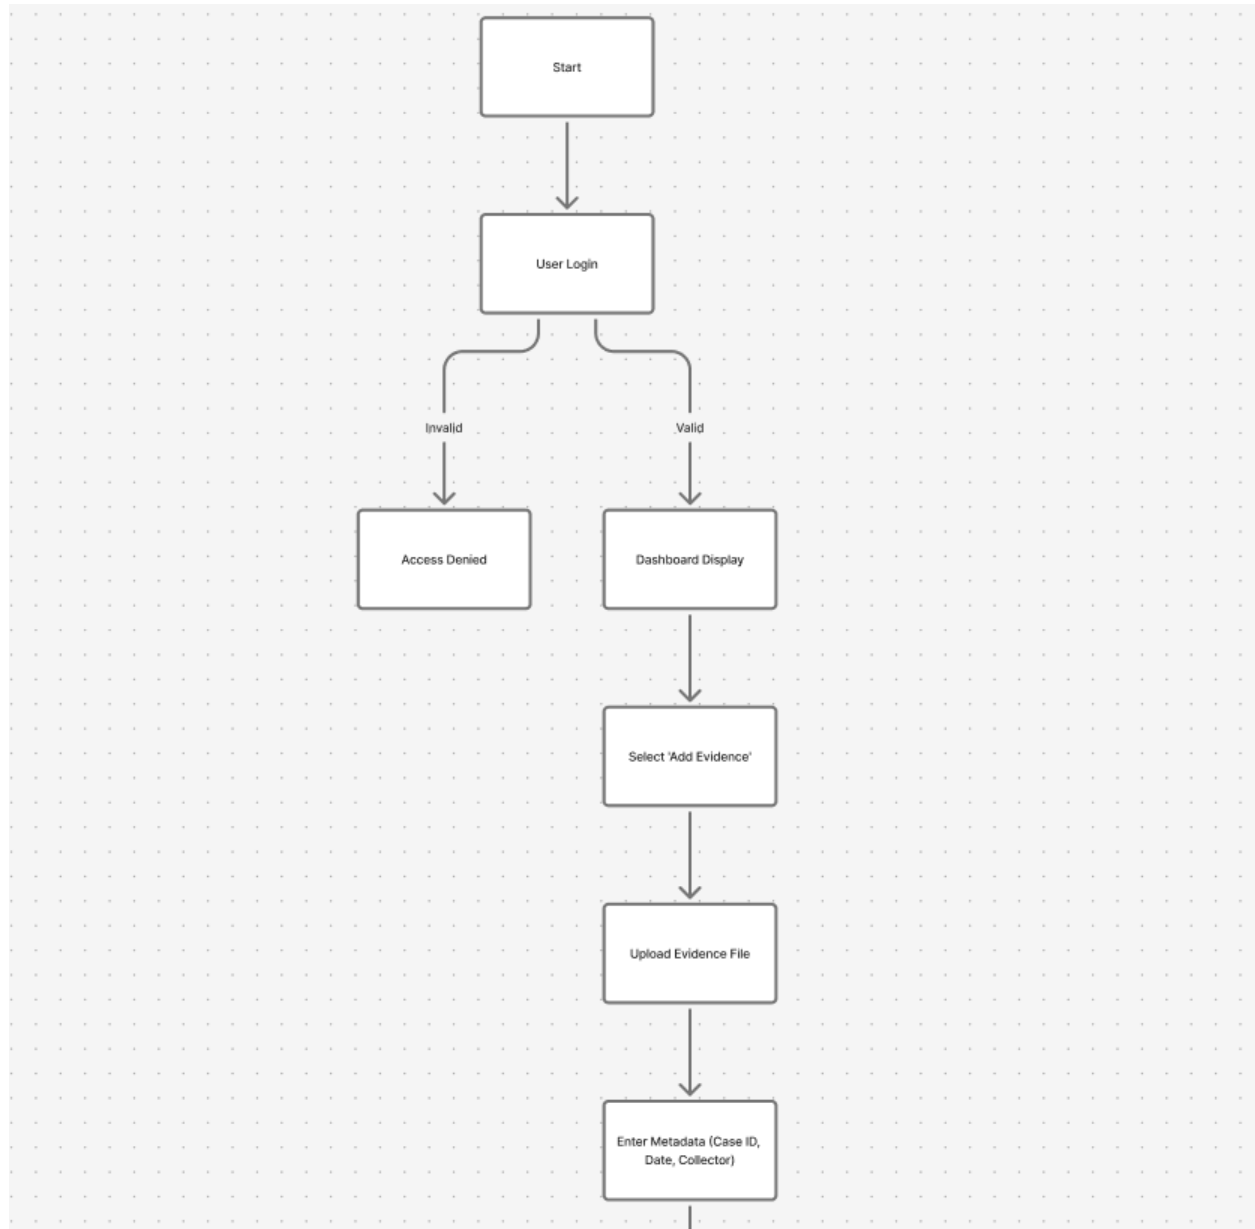 Start
User Login
Invalid
Valid
Access Denied
Dashboard Display
Select 'Add Evidence'
Upload Evidence File
Enter Metadata (Case ID,
Date, Collector)